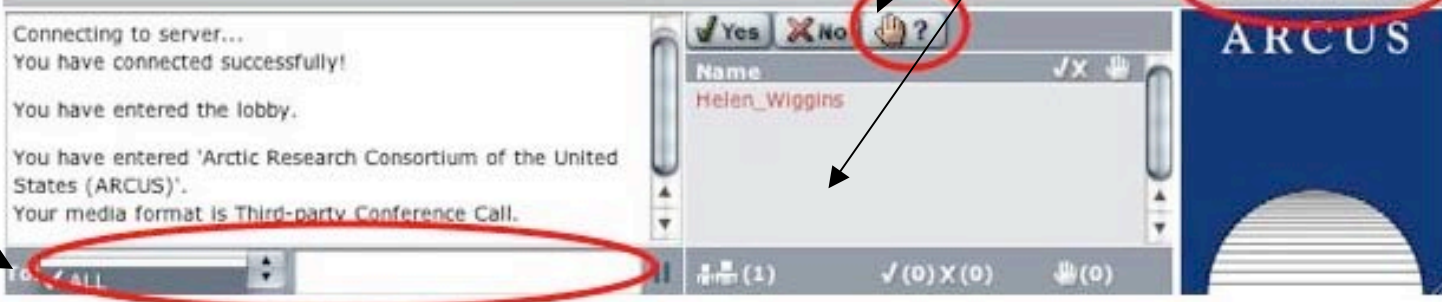 Connecting to server...
You have connected successfully!
You have entered the lobby.
You have entered 'Arctic Research Consortium of the United
States (ARCUS)'.
Your media format is Third-party Conference Call.
To: ✓ ALL
✓ Yes ✗ No ?
Name ✓X
Helen_Wiggins
(1) ✓(0) X (0) (0)
ARCUS